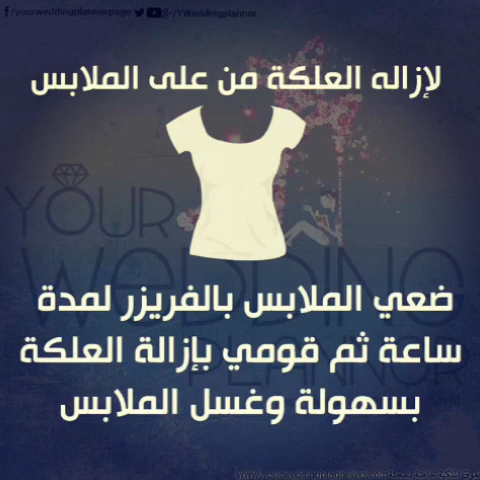 /yourweddingplannerpage /YWeddingplanner
لإزاله العلكة من على الملابس
YOUR
WEDDING
PLANNOR
ضعي الملابس بالفريزر لمدة
ساعة ثم قومي بإزالة العلكة
بسهولة وغسل الملابس